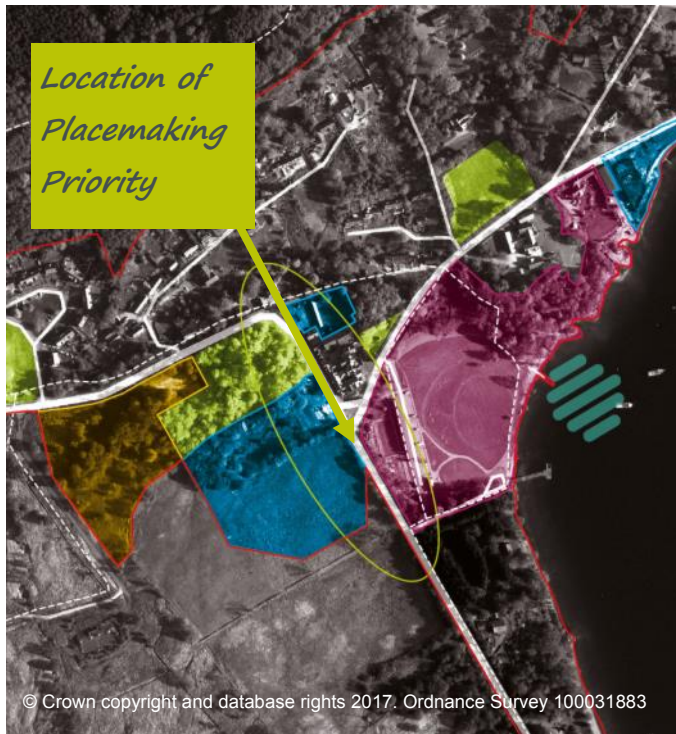 Location of
Placemaking
Priority
© Crown copyright and database rights 2017. Ordnance Survey 100031883